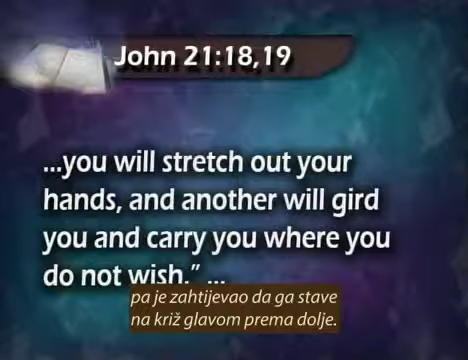 John 21:18,19
...you will stretch out your
hands, and another will gird
you and carry you where you
do not wish,” ...
pa je zahtijevao da ga stave
na križ glavom prema dolje.